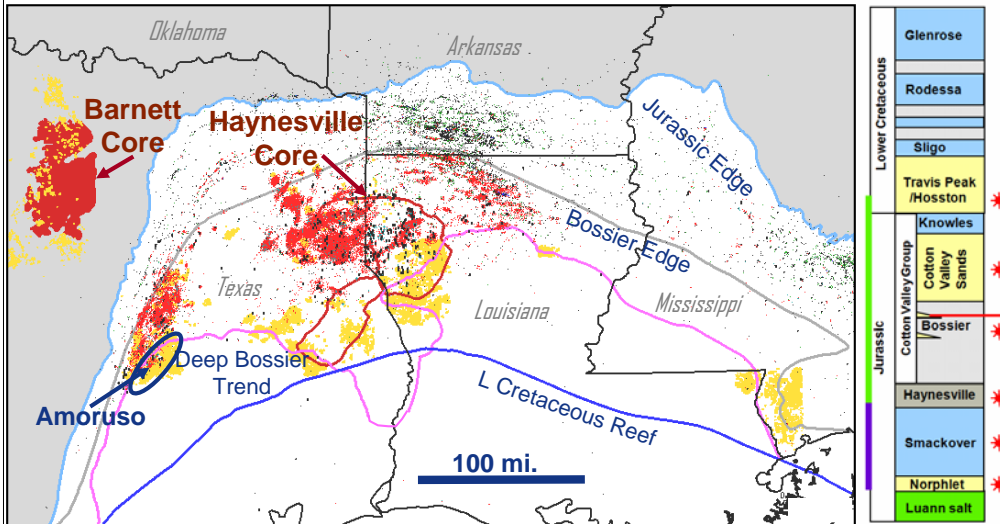 Oklahoma
Arkansas
Barnett
Core
Haynesville
Core
Jurassic Edge
Bossier Edge
Texas
Louisiana
Mississippi
Deep Bossier
Trend
Amoruso
L Cretaceous Reef
100 mi.
Lower Cretaceous
Glenrose
Rodessa
Sligo
Travis Peak
/Hosston
Jurassic
Cotton Valley Group
Knowles
Cotton
Valley
Sands
Bossier
Haynesville
Smackover
Norphlet
Luann salt